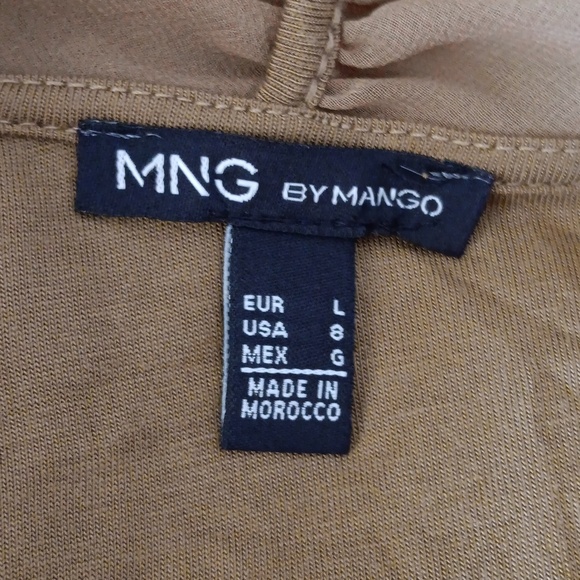 MNG BY MANGO
EUR L
USA 8
MEX G
MADE IN
MOROCCO